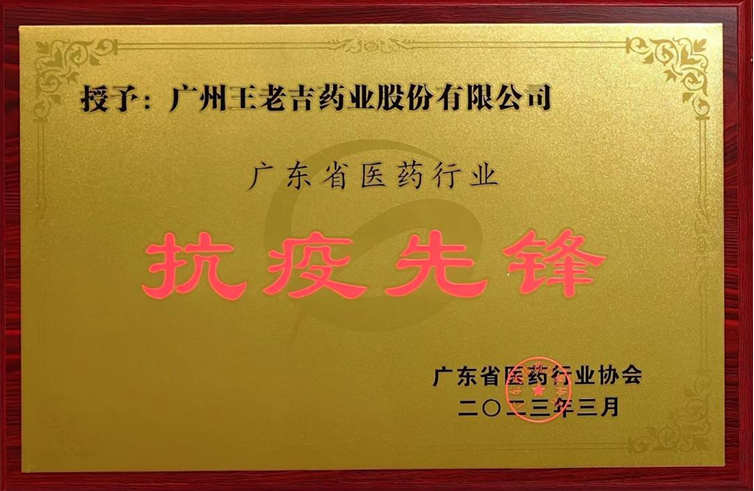 授予：广州王老吉药业股份有限公司
广东省医药行业
抗疫先锋
广东省医药行业协会
二〇二三年三月